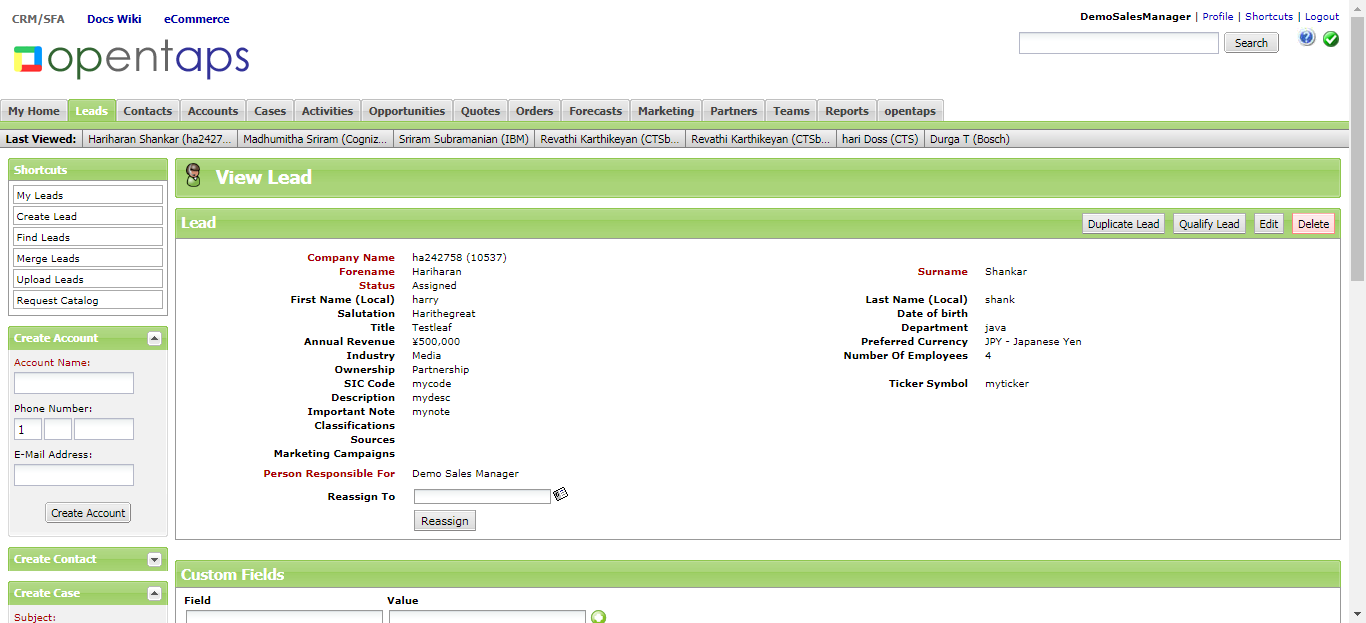 CRM/SFA Docs Wiki eCommerce
DemoSalesManager | Profile | Shortcuts | Logout
opentaps
Search
My Home Leads Contacts Accounts Cases Activities Opportunities Quotes Orders Forecasts Marketing Partners Teams Reports opentaps
Last Viewed: Hariharan Shankar (ha2427... Madhumitha Sriram (Cogniz... Sriram Subramanian (IBM) Revathi Karthikeyan (CTSb... Revathi Karthikeyan (CTSb... hari Doss (CTS) Durga T (Bosch)
Shortcuts
My Leads
Create Lead
Find Leads
Merge Leads
Upload Leads
Request Catalog
Create Account
Account Name:
Phone Number:
1
E-Mail Address:
Create Account
Create Contact
Create Case
Subject:
View Lead
Lead
Duplicate Lead Qualify Lead Edit Delete
Company Name ha242758 (10537)
Forename Hariharan Surname Shankar
Status Assigned
First Name (Local) harry Last Name (Local) shank
Salutation Harithegreat Date of birth
Title Testleaf Department java
Annual Revenue ¥500,000 Preferred Currency JPY - Japanese Yen
Industry Media Number Of Employees 4
Ownership Partnership
SIC Code mycode Ticker Symbol myticker
Description mydesc
Important Note mynote
Classifications
Sources
Marketing Campaigns
Person Responsible For Demo Sales Manager
Reassign To
Reassign
Custom Fields
Field Value